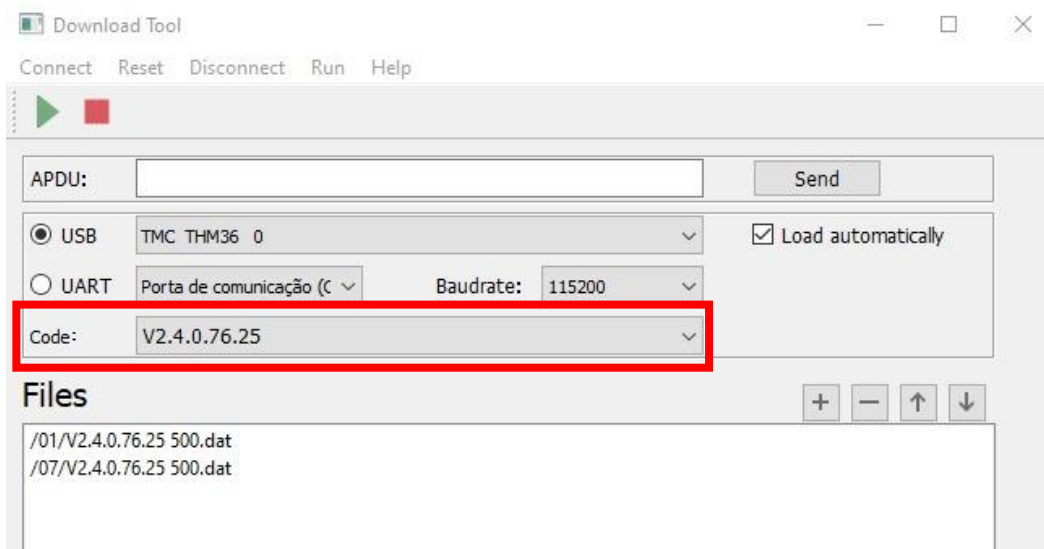 Download Tool
Connect Reset Disconnect Run Help
APDU: Send
USB TMC THM36 0 Load automatically
UART Porta de comunicação (C Baudrate: 115200
Code: V2.4.0.76.25
Files
/01/V2.4.0.76.25 500.dat
/07/V2.4.0.76.25 500.dat